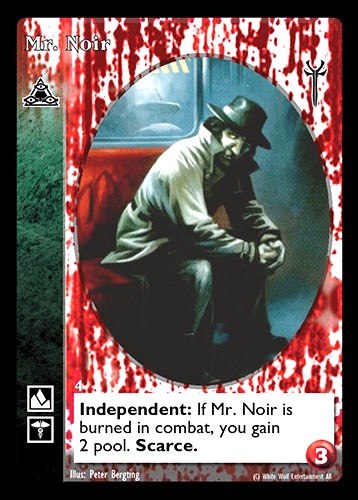 Mr. Noir
4
Independent: If Mr. Noir is
burned in combat, you gain
2 pool. Scarce.
3
Illus: Peter Bergting
(C) White Wolf Entertainment AB